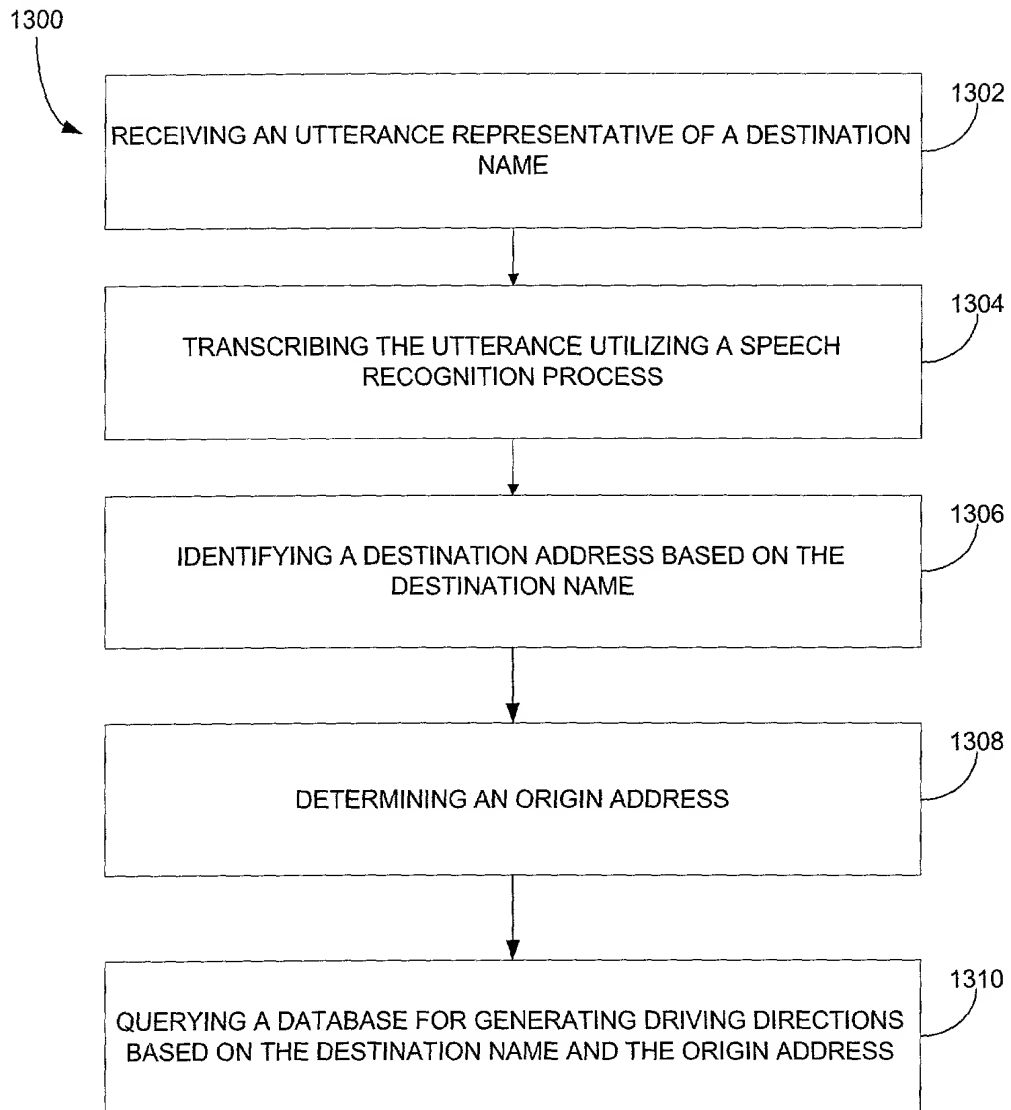 1300
1302
RECEIVING AN UTTERANCE REPRESENTATIVE OF A DESTINATION
NAME
1304
TRANSCRIBING THE UTTERANCE UTILIZING A SPEECH
RECOGNITION PROCESS
1306
IDENTIFYING A DESTINATION ADDRESS BASED ON THE
DESTINATION NAME
1308
DETERMINING AN ORIGIN ADDRESS
1310
QUERYING A DATABASE FOR GENERATING DRIVING DIRECTIONS
BASED ON THE DESTINATION NAME AND THE ORIGIN ADDRESS